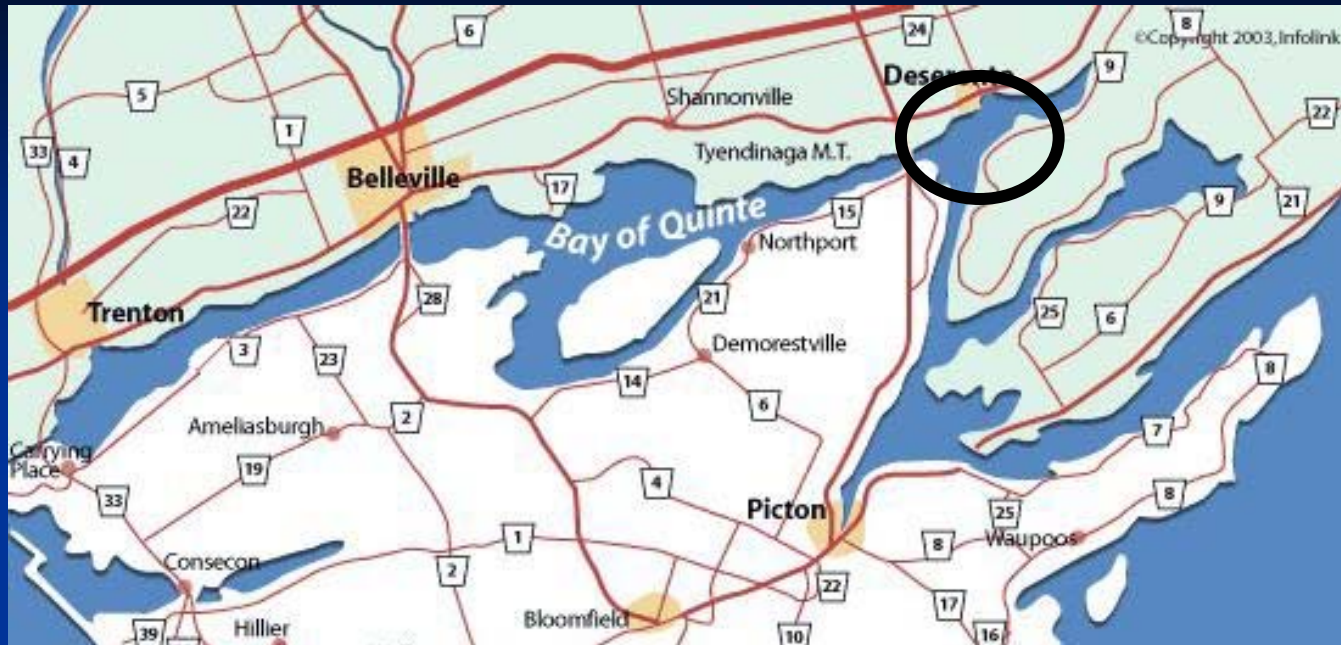 8
6
24
©Copyright 2003, Infolink
9
Deseronto
5
Shannonville
22
1
33
4
Tyendinaga M.T.
Belleville
17
22
9
21
15
Bay of Quinte
Northport
28
21
25
6
Trenton
3
23
Demorestville
14
8
6
2
Ameliasburgh
7
Carrying
Place
19
4
8
33
Picton
25
1
8
Waupoos
Consecon
2
22
17
Bloomfield
39
Hillier
10
16